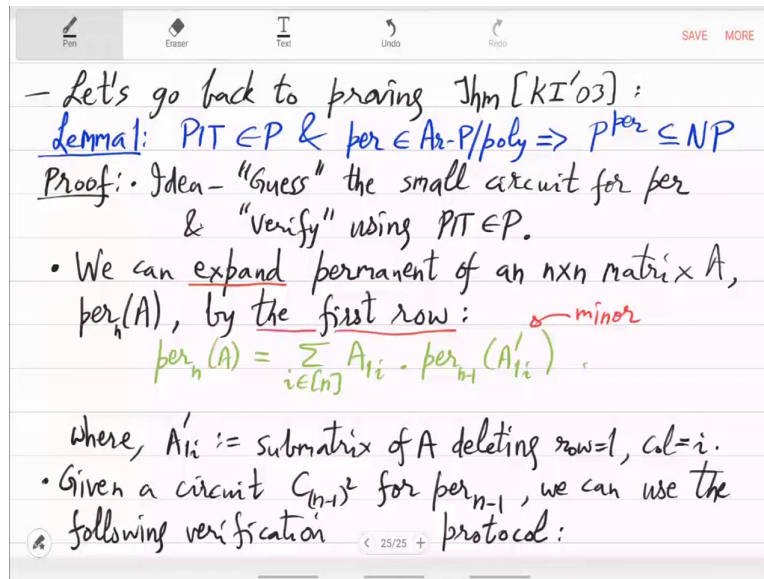 Pen Eraser Text Undo Redo SAVE MORE
- Let's go back to proving Thm [KI'03] :
Lemma1: PIT ∈ P & per ∈ Ar-P/poly ⇒ P^per ⊆ NP
Proof: • Idea - "Guess" the small circuit for per
& "verify" using PIT ∈ P.
• We can expand permanent of an n×n matrix A,
per_n(A), by the first row :
minor
per_n(A) = Σ_{i∈[n]} A_{1i} . per_{n-1}(A'_{1i}) .
where, A'_{1i} := submatrix of A deleting row=1, col=i.
• Given a circuit C_{(n-1)^2} for per_{n-1}, we can use the
following verification protocol :
< 25/25 +